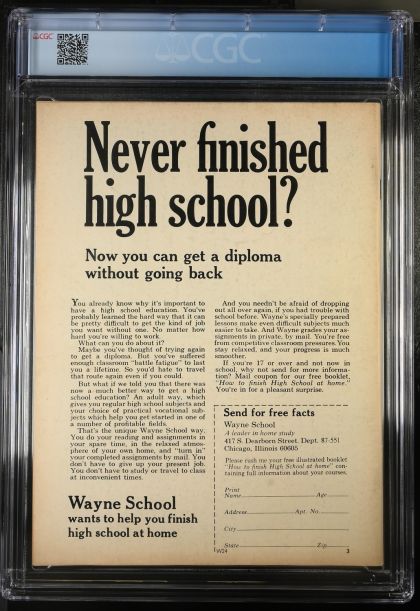 CGC
CGC
Never finished
high school?
Now you can get a diploma
without going back
You already know why it's important to
have a high school education. You've
probably learned the hard way that it can
be pretty difficult to get the kind of job
you want without one. No matter how
hard you're willing to work.
What can you do about it?
Maybe you've thought of trying again
to get a diploma. But you've suffered
enough classroom "battle fatigue" to last
you a lifetime. So you'd hate to travel
that route again even if you could.
But what if we told you that there was
now a much better way to get a high
school education? An adult way, which
gives you regular high school subjects and
your choice of practical vocational sub-
jects which help you get started in one of
a number of profitable fields.
That's the unique Wayne School way.
You do your reading and assignments in
your spare time, in the relaxed atmos-
phere of your own home, and "turn in"
your completed assignments by mail. You
don't have to give up your present job.
You don't have to study or travel to class
at inconvenient times.
Wayne School
wants to help you finish
high school at home
And you needn't be afraid of dropping
out all over again, if you had trouble with
school before. Wayne's specially prepared
lessons make even difficult subjects much
easier to take. And Wayne grades your as-
signments in private, by mail. You're free
from competitive classroom pressures. You
stay relaxed, and your progress is much
smoother.
If you're 17 or over and not now in
school, why not send for more informa-
tion? Mail coupon for our free booklet,
"How to finish High School at home."
You're in for a pleasant surprise.
Send for free facts
Wayne School
A leader in home study
417 S. Dearborn Street, Dept. 87-551
Chicago, Illinois 60605
Please rush me your free illustrated booklet
"How to finish High School at home" con-
taining full information about your courses.
Print
Name Age
Address Apt. No.
City
State Zip
W24 3